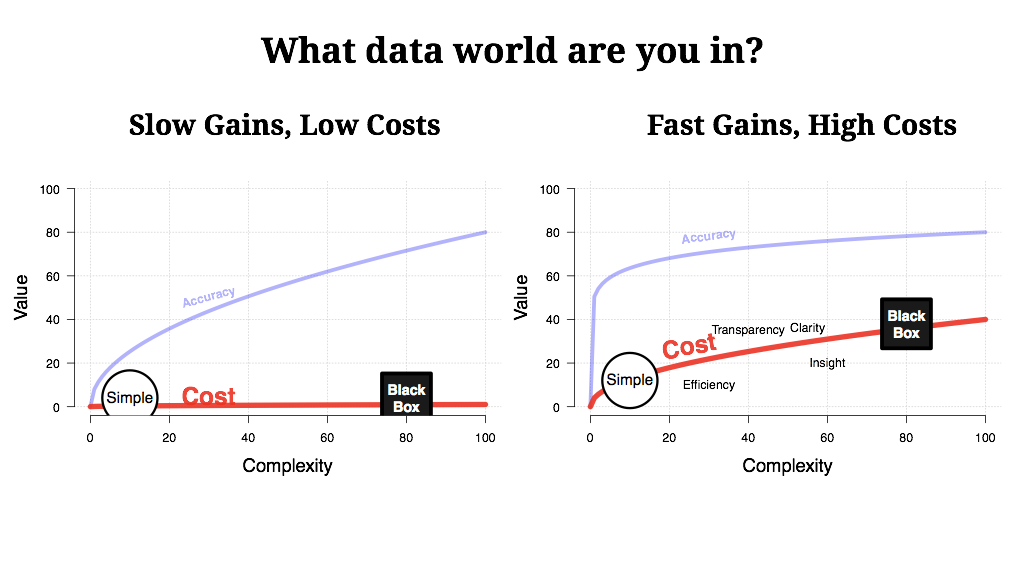 What data world are you in?
Slow Gains, Low Costs
Fast Gains, High Costs
100
80
60
40
20
0
Value
Accuracy
Simple
Cost
Black
Box
0 20 40 60 80 100
Complexity
100
80
60
40
20
0
Value
Accuracy
Black
Box
Transparency Clarity
Cost
Insight
Simple
Efficiency
0 20 40 60 80 100
Complexity